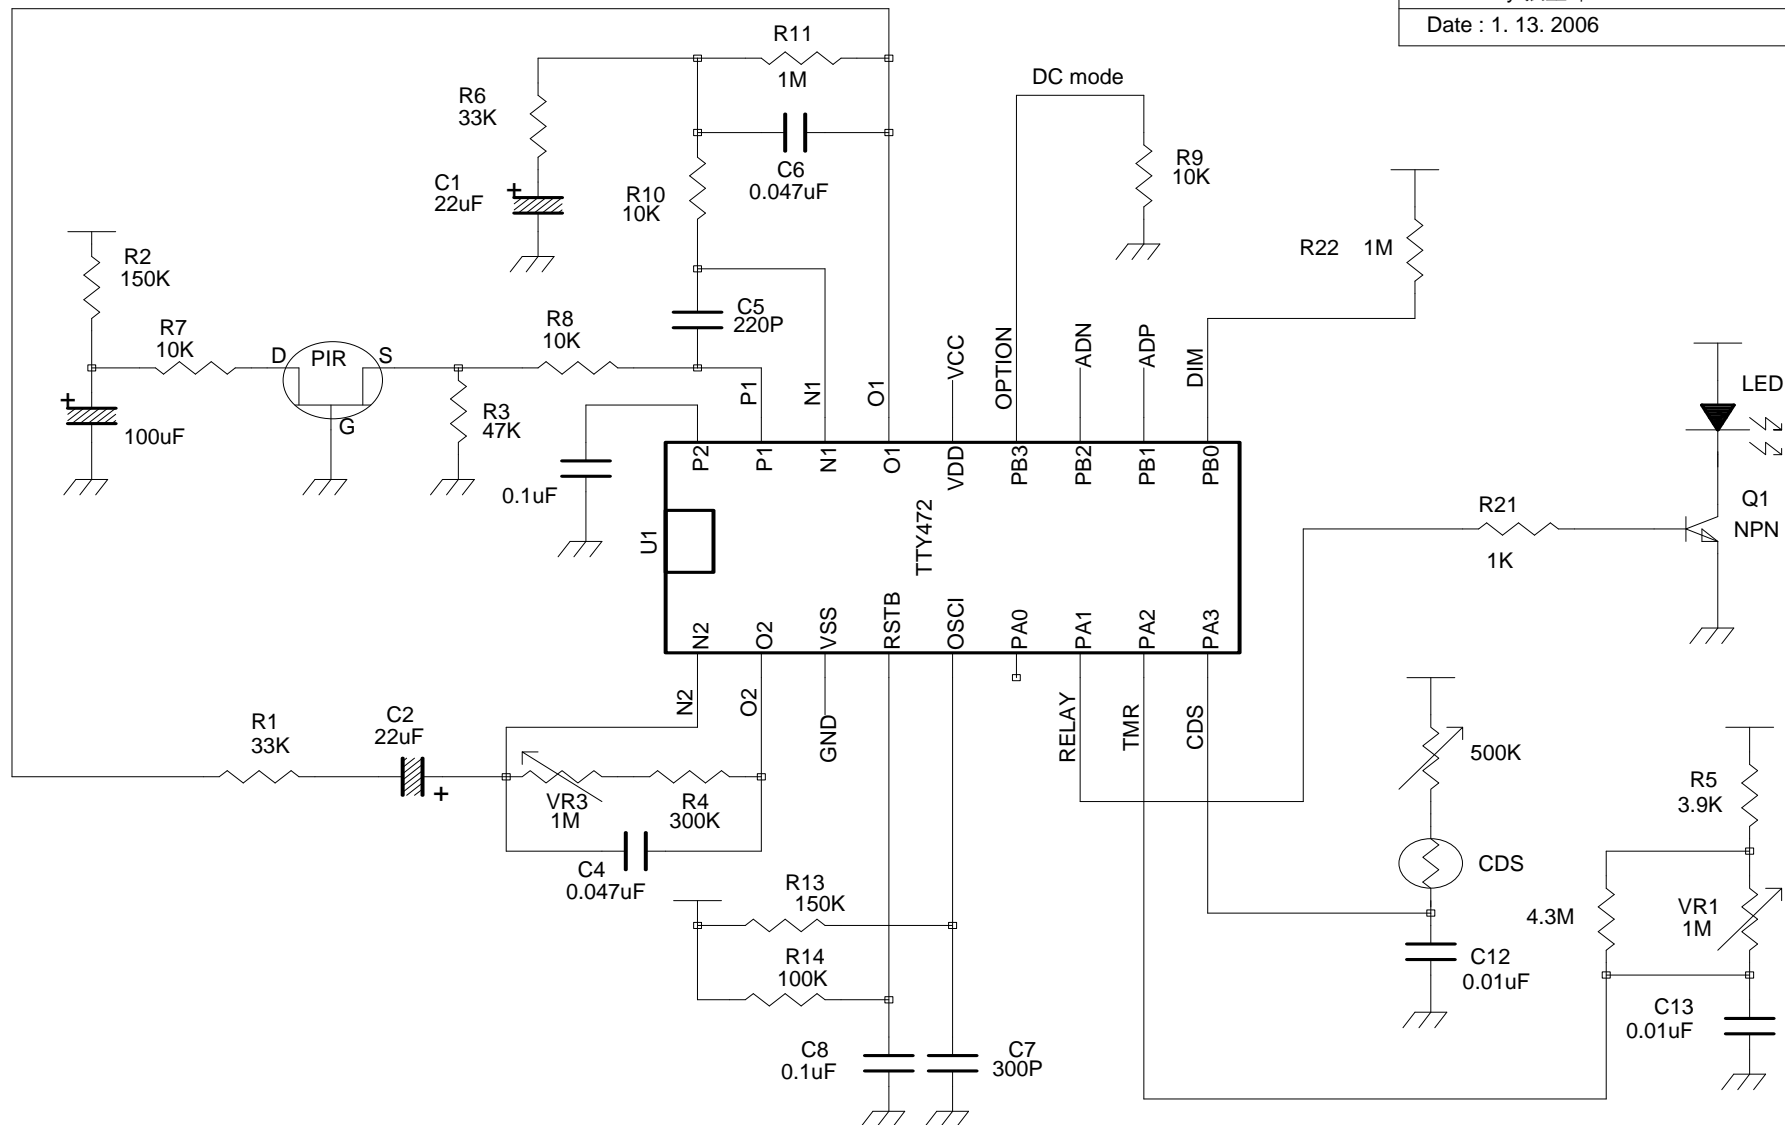 Date : 1. 13. 2006
R11
1M
DC mode
R6
33K
C6
0.047uF
R9
10K
C1
22uF
R10
10K
R22 1M
R2
150K
C5
220P
R7
10K
R8
10K
D PIR S
G
100uF
R3
47K
P1
N1
O1
VCC
OPTION
ADN
ADP
DIM
LED
0.1uF
P2
P1
N1
O1
VDD
PB3
PB2
PB1
PB0
U1
TTY472
R21
1K
Q1
NPN
N2
O2
VSS
RSTB
OSCI
PA0
PA1
PA2
PA3
N2
O2
GND
RELAY
TMR
CDS
R1
33K
C2
22uF
+
VR3
1M
R4
300K
C4
0.047uF
500K
R5
3.9K
CDS
R13
150K
4.3M
VR1
1M
R14
100K
C12
0.01uF
C13
0.01uF
C8
0.1uF
C7
300P